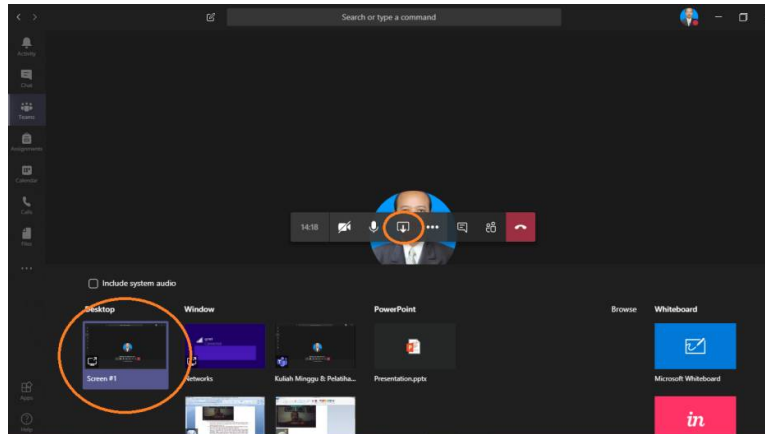 Search or type a command
Activity
Chat
Teams
Assignments
Calendar
Calls
Files
14:18
Include system audio
Desktop
Window
PowerPoint
Browse
Whiteboard
Screen #1
Networks
Kuliah Minggu & Pelatiha...
Presentation.pptx
Microsoft Whiteboard
Apps
Help
in